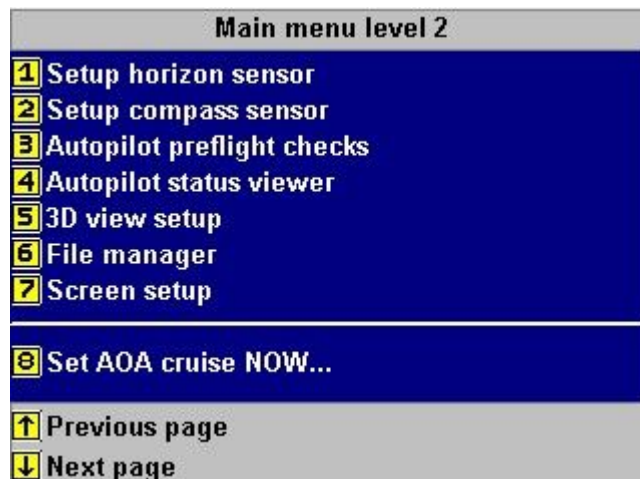 Main menu level 2
1 Setup horizon sensor
2 Setup compass sensor
3 Autopilot preflight checks
4 Autopilot status viewer
5 3D view setup
6 File manager
7 Screen setup
8 Set AOA cruise NOW...
↑ Previous page
↓ Next page